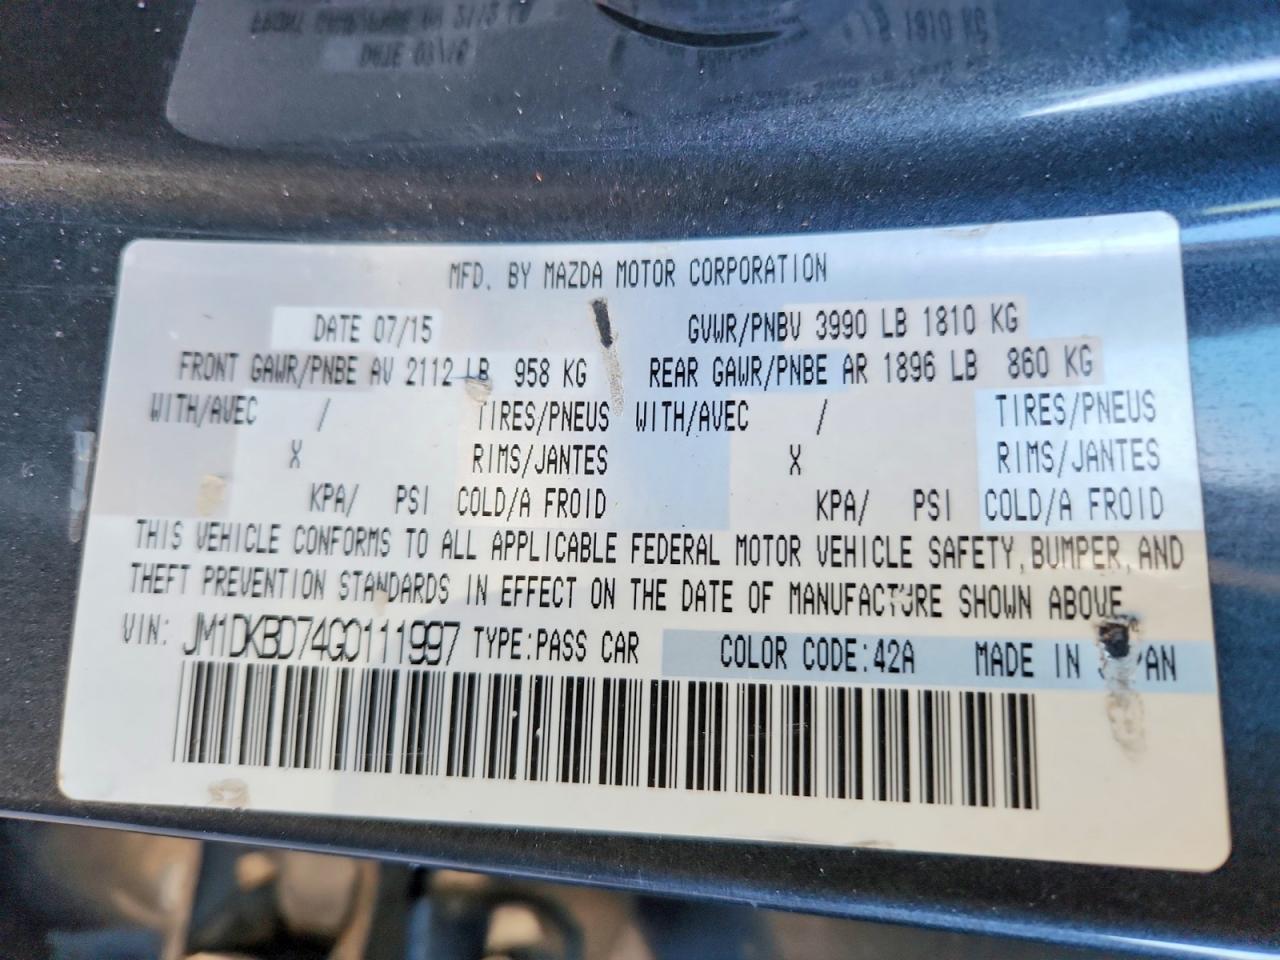 MFD. BY MAZDA MOTOR CORPORATION
DATE 07/15 GVWR/PNBV 3990 LB 1810 KG
FRONT GAWR/PNBE AV 2112 LB 958 KG REAR GAWR/PNBE AR 1896 LB 860 KG
WITH/AVEC / TIRES/PNEUS WITH/AVEC / TIRES/PNEUS
X RIMS/JANTES X RIMS/JANTES
KPA/ PSI COLD/A FROID KPA/ PSI COLD/A FROID
THIS VEHICLE CONFORMS TO ALL APPLICABLE FEDERAL MOTOR VEHICLE SAFETY, BUMPER, AND
THEFT PREVENTION STANDARDS IN EFFECT ON THE DATE OF MANUFACTURE SHOWN ABOVE
VIN: JM1DKBD74G0111997 TYPE:PASS CAR COLOR CODE:42A MADE IN JAPAN